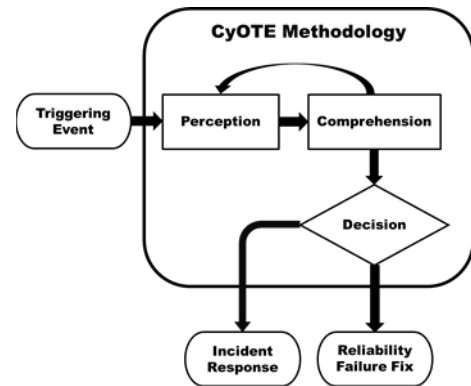 CyOTE Methodology
Triggering
Event
Perception
Comprehension
Decision
Incident
Response
Reliability
Failure Fix